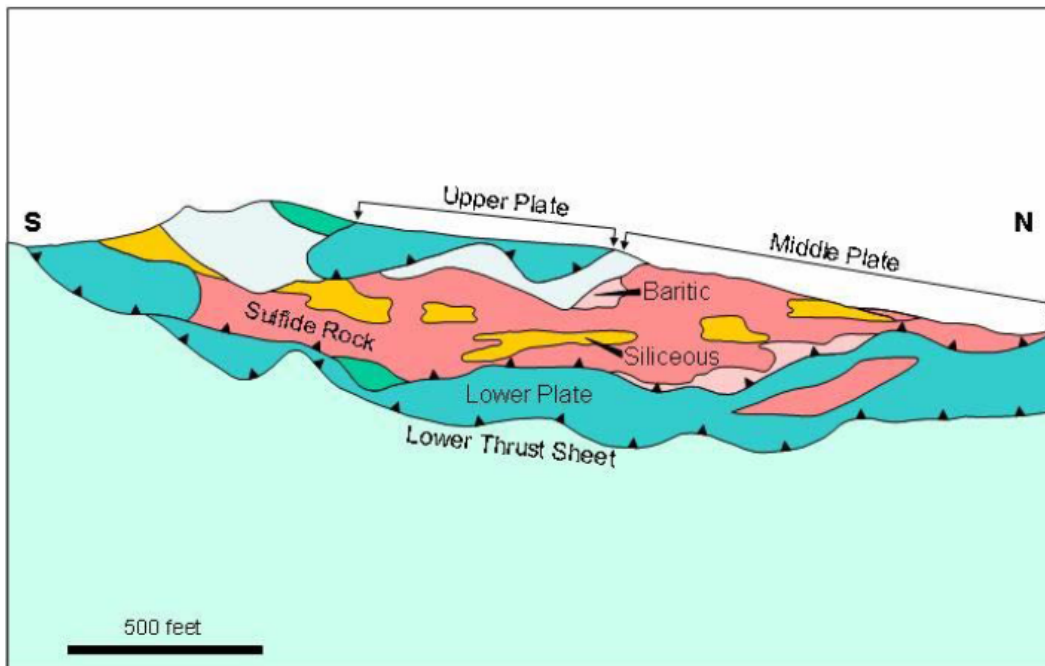 Upper Plate
S
N
Middle Plate
Baritic
Sulfide Rock
Siliceous
Lower Plate
Lower Thrust Sheet
500 feet